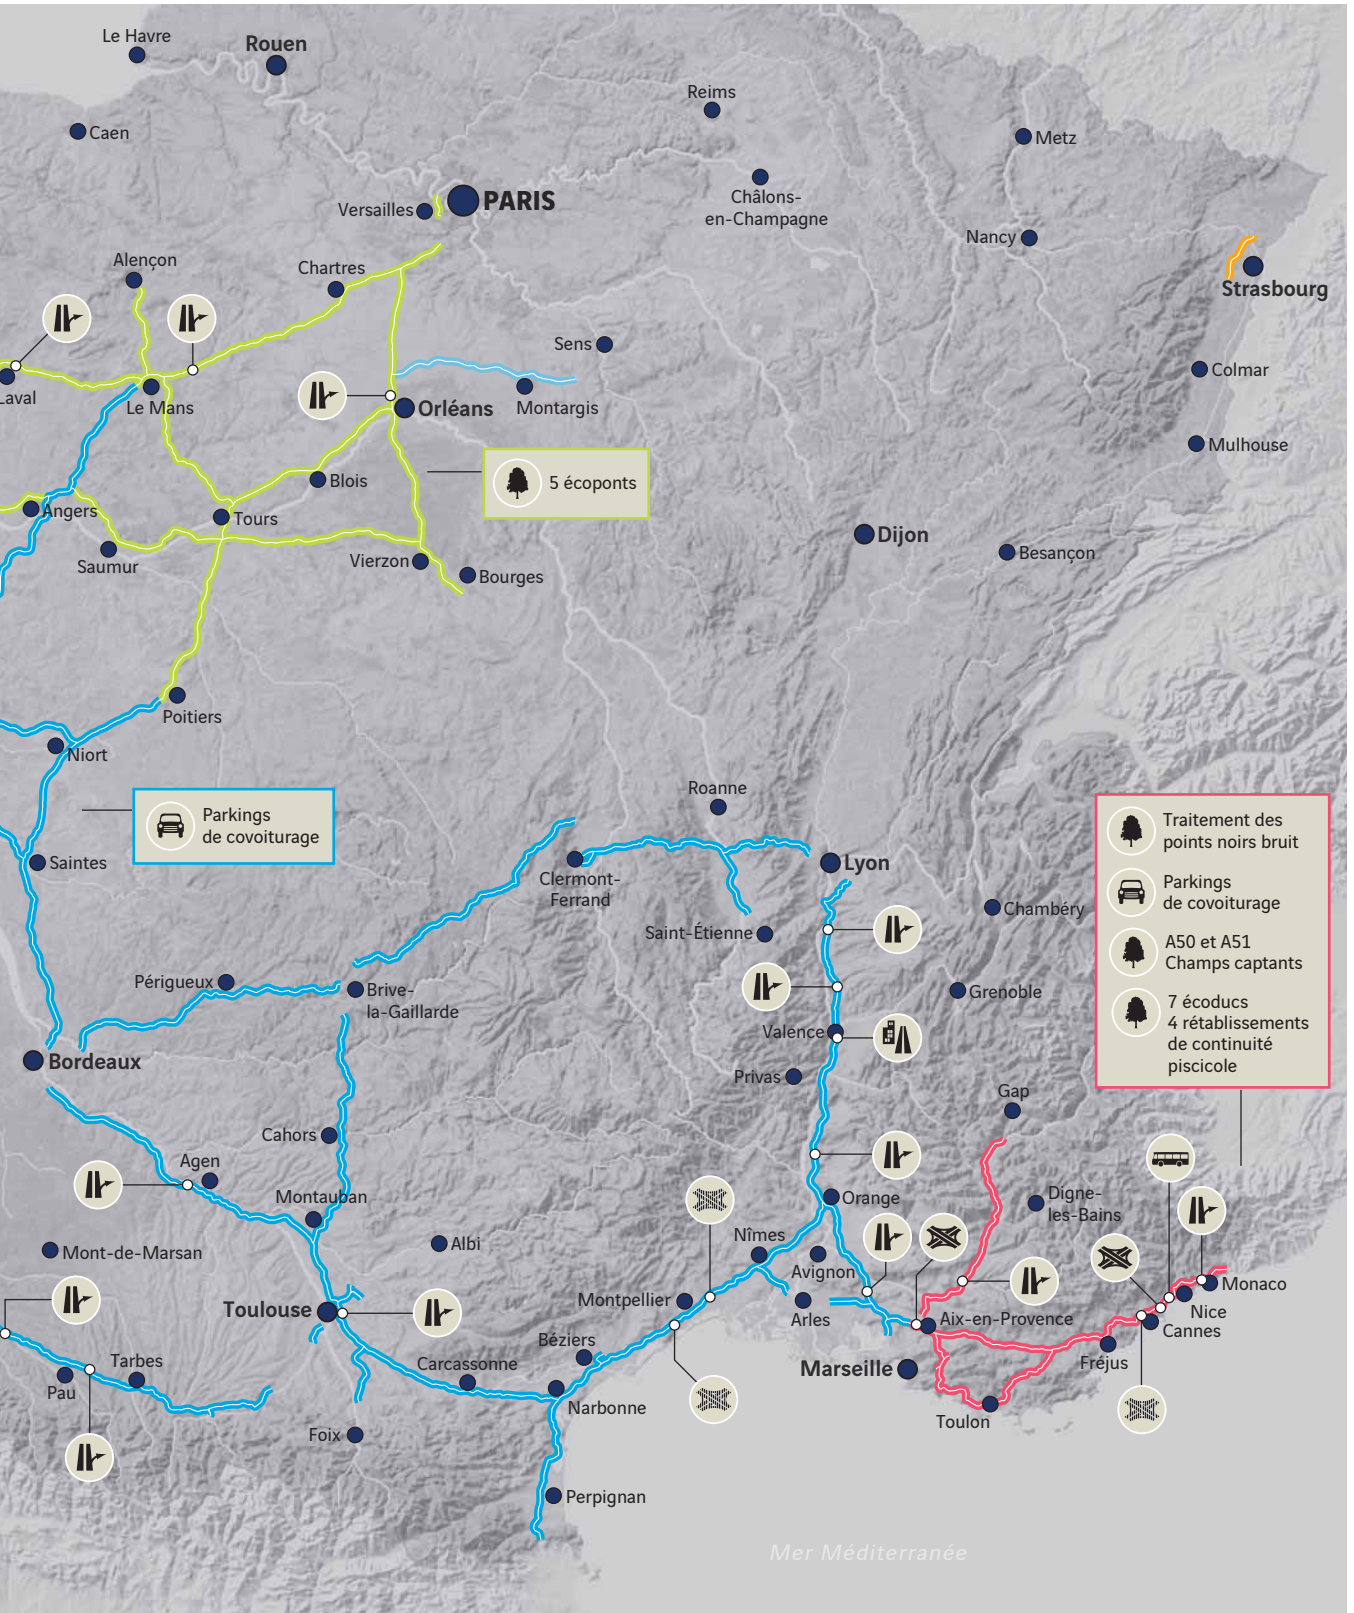 Le Havre
Rouen
Reims
Caen
Metz
Châlons-
en-Champagne
Versailles
PARIS
Nancy
Alençon
Chartres
Strasbourg
Sens
Colmar
Laval
Le Mans
Orléans
Montargis
Mulhouse
Blois
5 écoponts
Angers
Tours
Dijon
Besançon
Saumur
Vierzon
Bourges
Poitiers
Niort
Roanne
Parkings
de covoiturage
Saintes
Clermont-
Ferrand
Lyon
Traitement des
points noirs bruit
Parkings
de covoiturage
A50 et A51
Champs captants
7 écoducs
4 rétablissements
de continuité
piscicole
Chambéry
Saint-Étienne
Périgueux
Brive-
la-Gaillarde
Grenoble
Valence
Bordeaux
Privas
Gap
Cahors
Agen
Montauban
Orange
Digne-
les-Bains
Mont-de-Marsan
Albi
Nîmes
Avignon
Monaco
Toulouse
Montpellier
Arles
Aix-en-Provence
Nice
Cannes
Béziers
Tarbes
Carcassonne
Marseille
Fréjus
Pau
Narbonne
Toulon
Foix
Perpignan
Mer Méditerranée